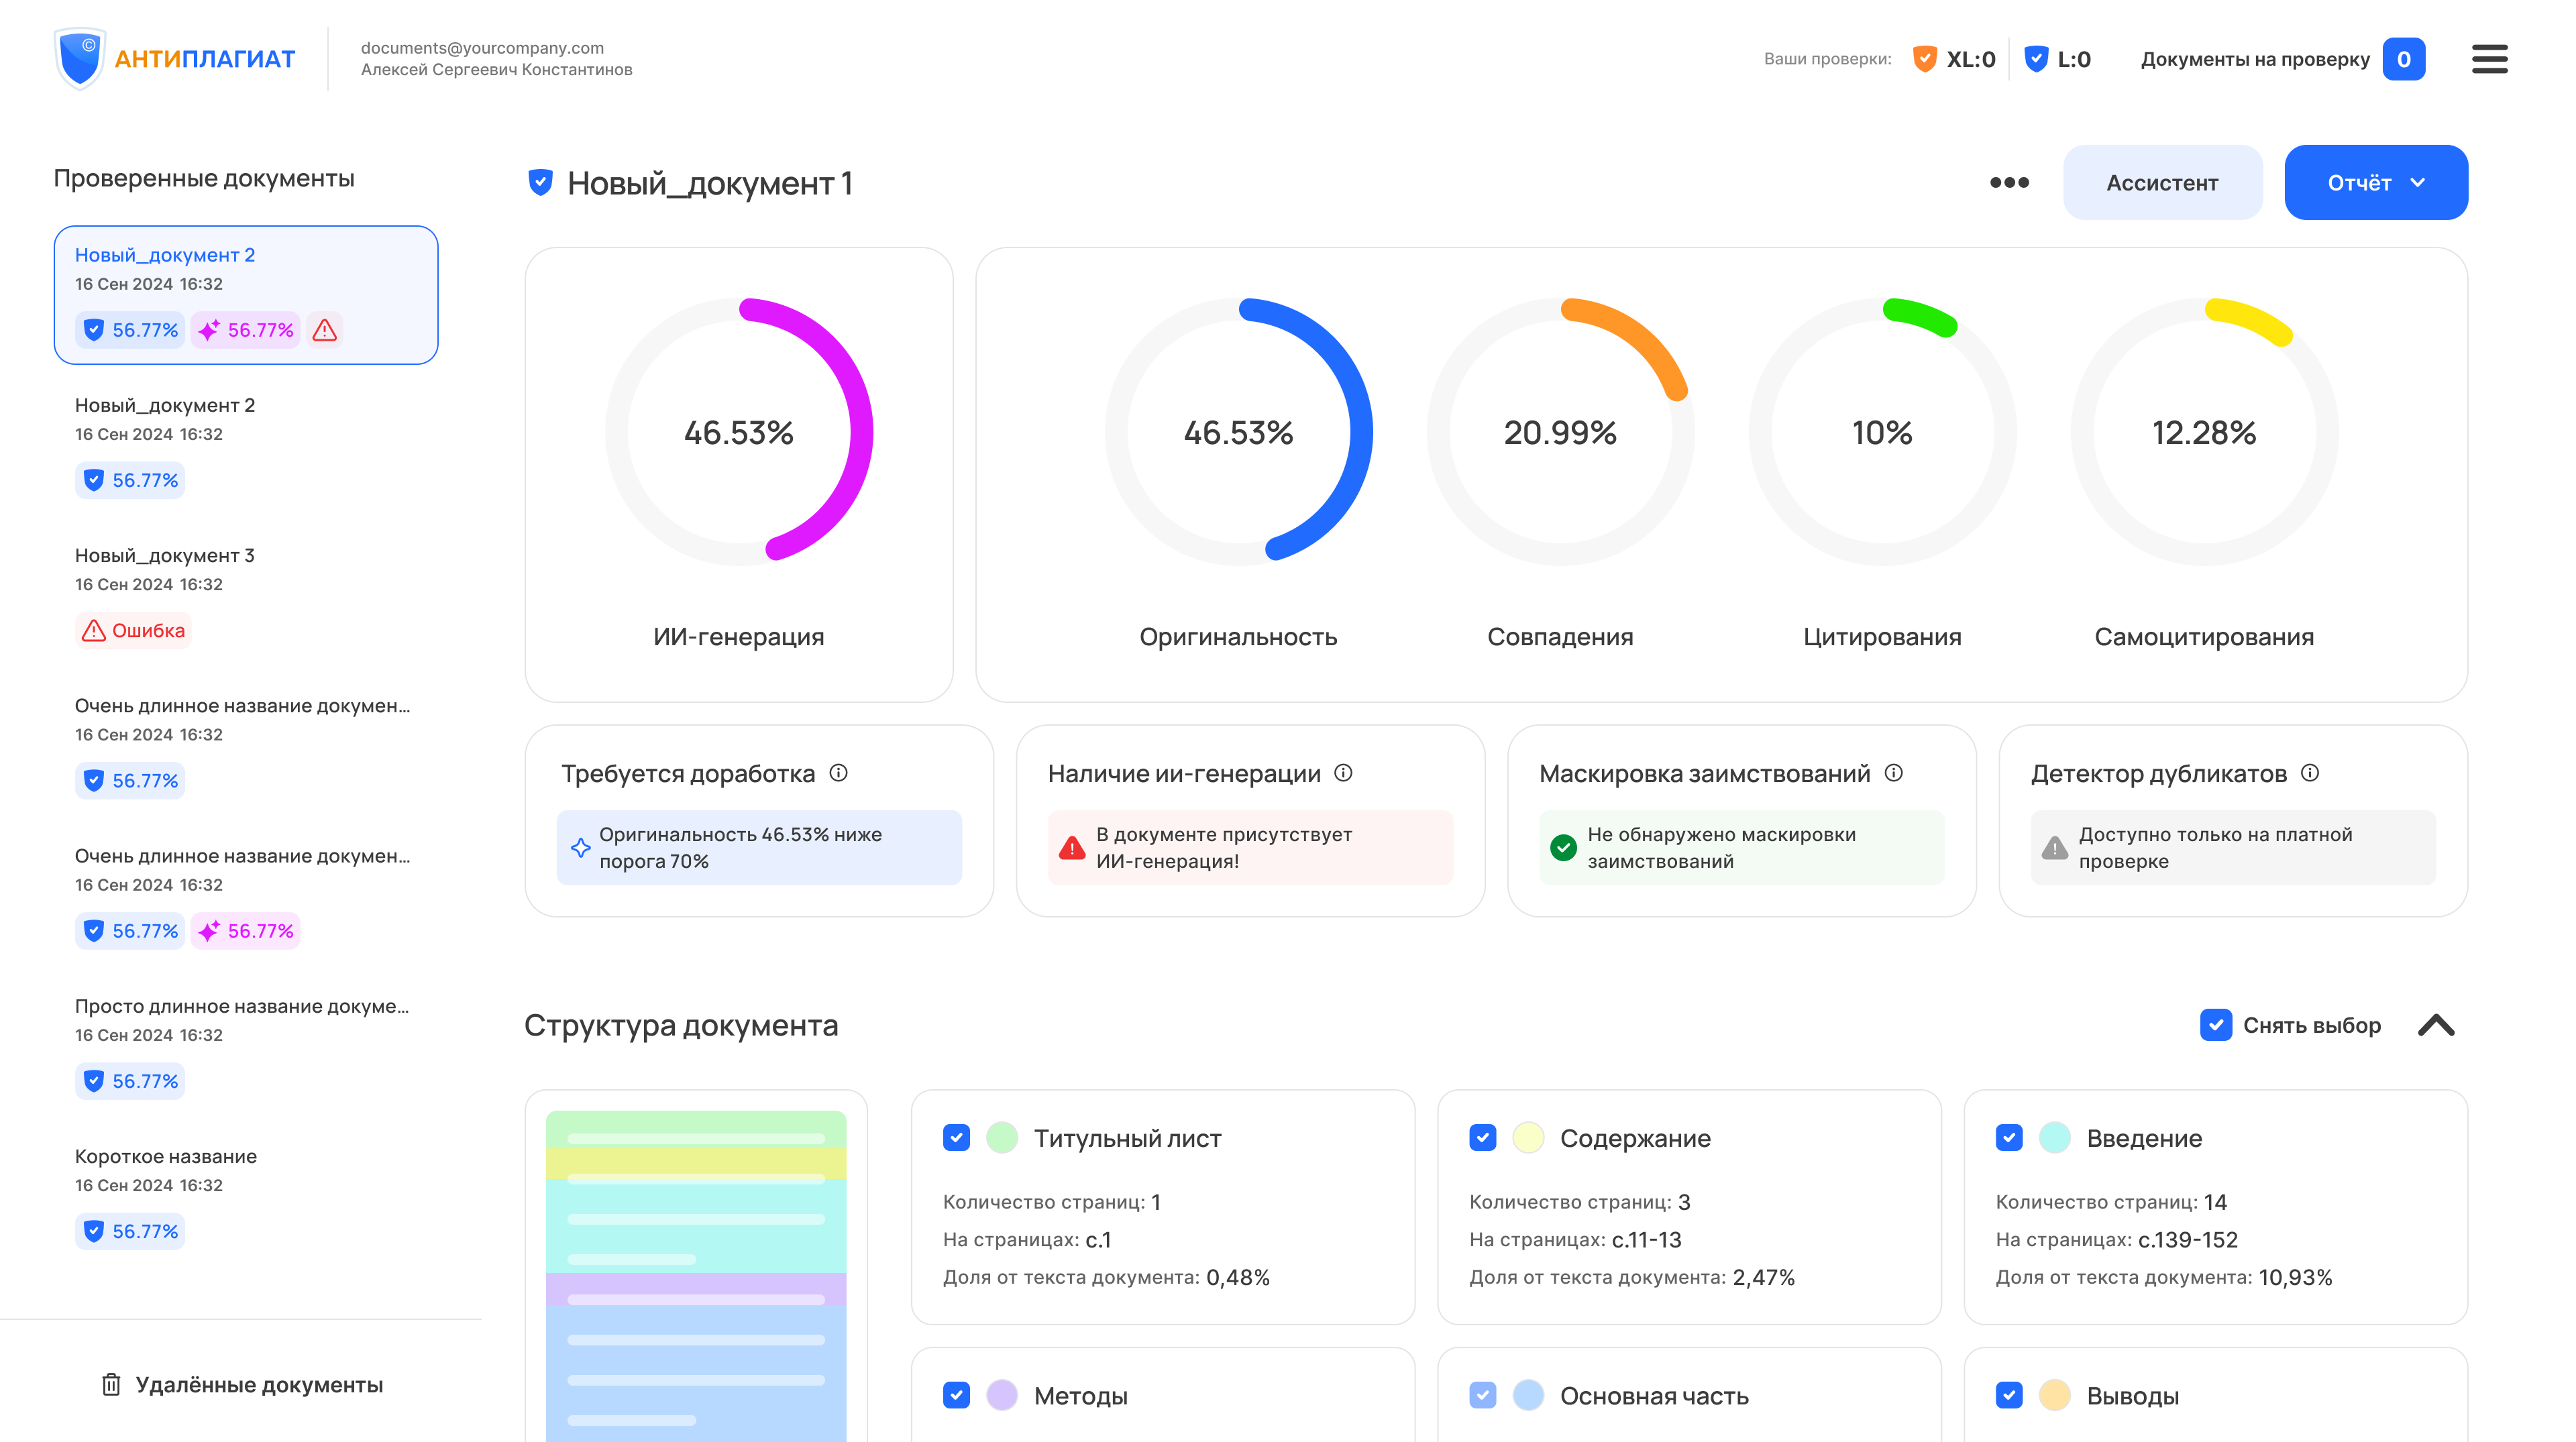 © АНТИПЛАГИАТ
documents@yourcompany.com
Алексей Сергеевич Константинов
Ваши проверки: XL:0 L:0 Документы на проверку 0
Проверенные документы
Новый_документ 2
16 Сен 2024 16:32
56.77% 56.77%
Новый_документ 2
16 Сен 2024 16:32
56.77%
Новый_документ 3
16 Сен 2024 16:32
Ошибка
Очень длинное название докумен...
16 Сен 2024 16:32
56.77%
Очень длинное название докумен...
16 Сен 2024 16:32
56.77% 56.77%
Просто длинное название докуме...
16 Сен 2024 16:32
56.77%
Короткое название
16 Сен 2024 16:32
56.77%
Удалённые документы
Новый_документ 1
Ассистент
Отчёт
46.53%
ИИ-генерация
46.53%
Оригинальность
20.99%
Совпадения
10%
Цитирования
12.28%
Самоцитирования
Требуется доработка
Оригинальность 46.53% ниже
порога 70%
Наличие ии-генерации
В документе присутствует
ИИ-генерация!
Маскировка заимствований
Не обнаружено маскировки
заимствований
Детектор дубликатов
Доступно только на платной
проверке
Структура документа
Снять выбор
Титульный лист
Количество страниц: 1
На страницах: с.1
Доля от текста документа: 0,48%
Содержание
Количество страниц: 3
На страницах: с.11-13
Доля от текста документа: 2,47%
Введение
Количество страниц: 14
На страницах: с.139-152
Доля от текста документа: 10,93%
Методы
Основная часть
Выводы